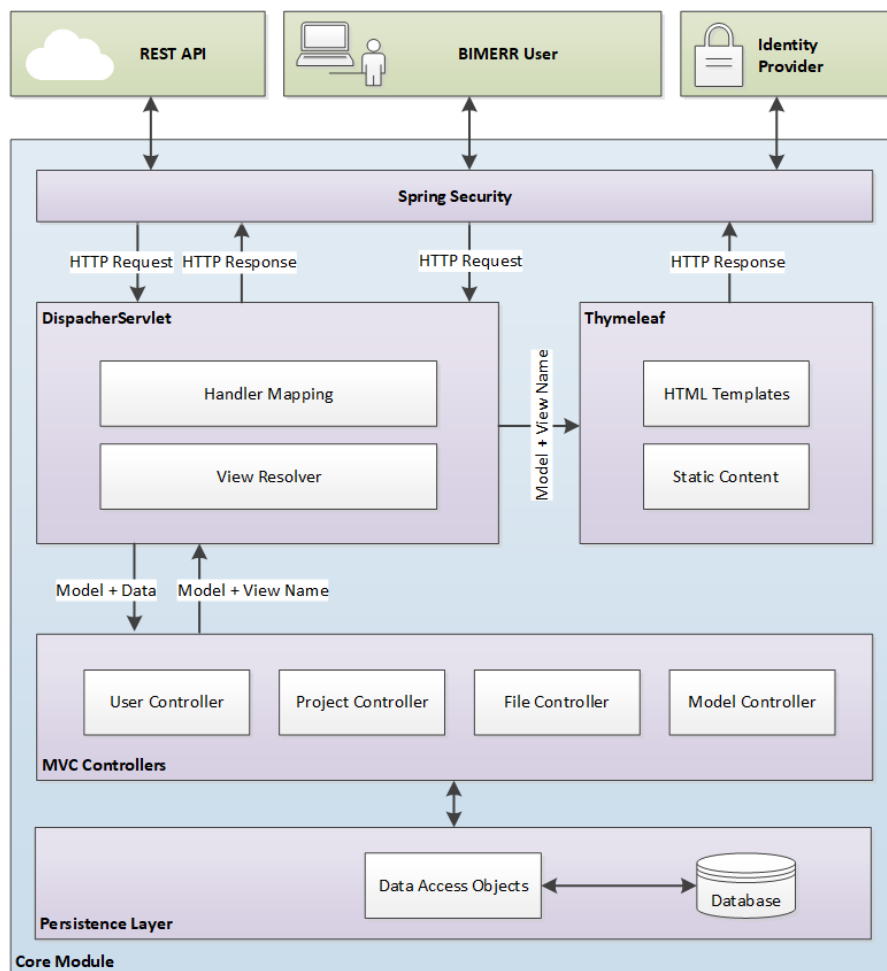 REST API
BIMERR User
Identity
Provider
Spring Security
HTTP Request
HTTP Response
HTTP Request
HTTP Response
DispacherServlet
Thymeleaf
Handler Mapping
View Resolver
Model + View Name
HTML Templates
Static Content
Model + Data
Model + View Name
User Controller
Project Controller
File Controller
Model Controller
MVC Controllers
Data Access Objects
Database
Persistence Layer
Core Module